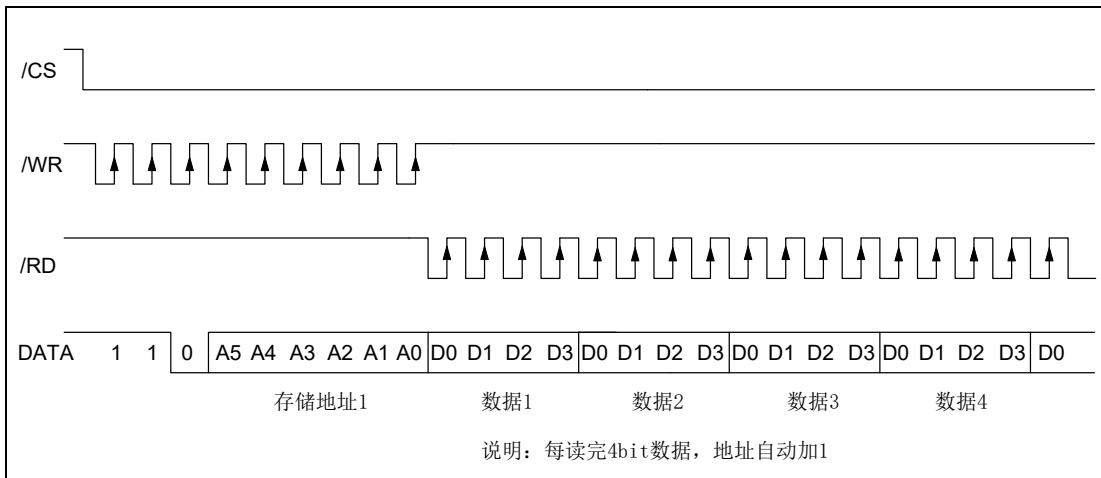 /CS
/WR
/RD
DATA 1 1 0 A5 A4 A3 A2 A1 A0 D0 D1 D2 D3 D0 D1 D2 D3 D0 D1 D2 D3 D0 D1 D2 D3 D0
存储地址1 数据1 数据2 数据3 数据4
说明：每读完4bit数据，地址自动加1